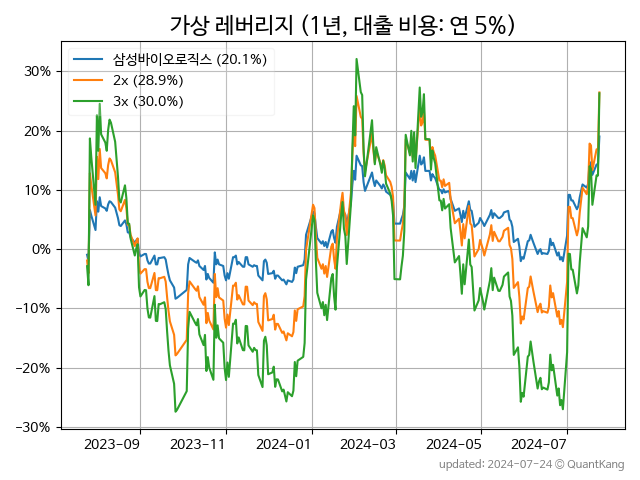 가상 레버리지 (1년, 대출 비용: 연 5%)
삼성바이오로직스 (20.1%)
2x (28.9%)
3x (30.0%)
30%
20%
10%
0%
−10%
−20%
−30%
2023-09
2023-11
2024-01
2024-03
2024-05
2024-07
updated: 2024-07-24 @ QuantKang